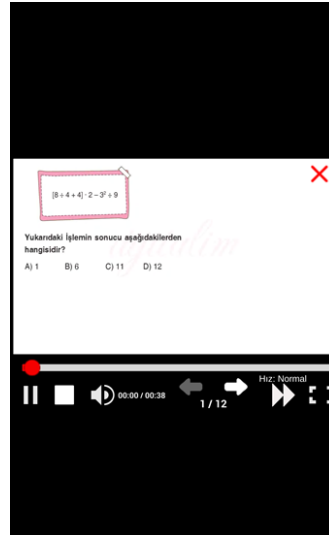 [8÷4+4]·2−3²÷9
Yukarıdaki İşlemin sonucu aşağıdakilerden
hangisidir?
A) 1 B) 6 C) 11 D) 12
Hız: Normal
00:00 / 00:38
1 / 12